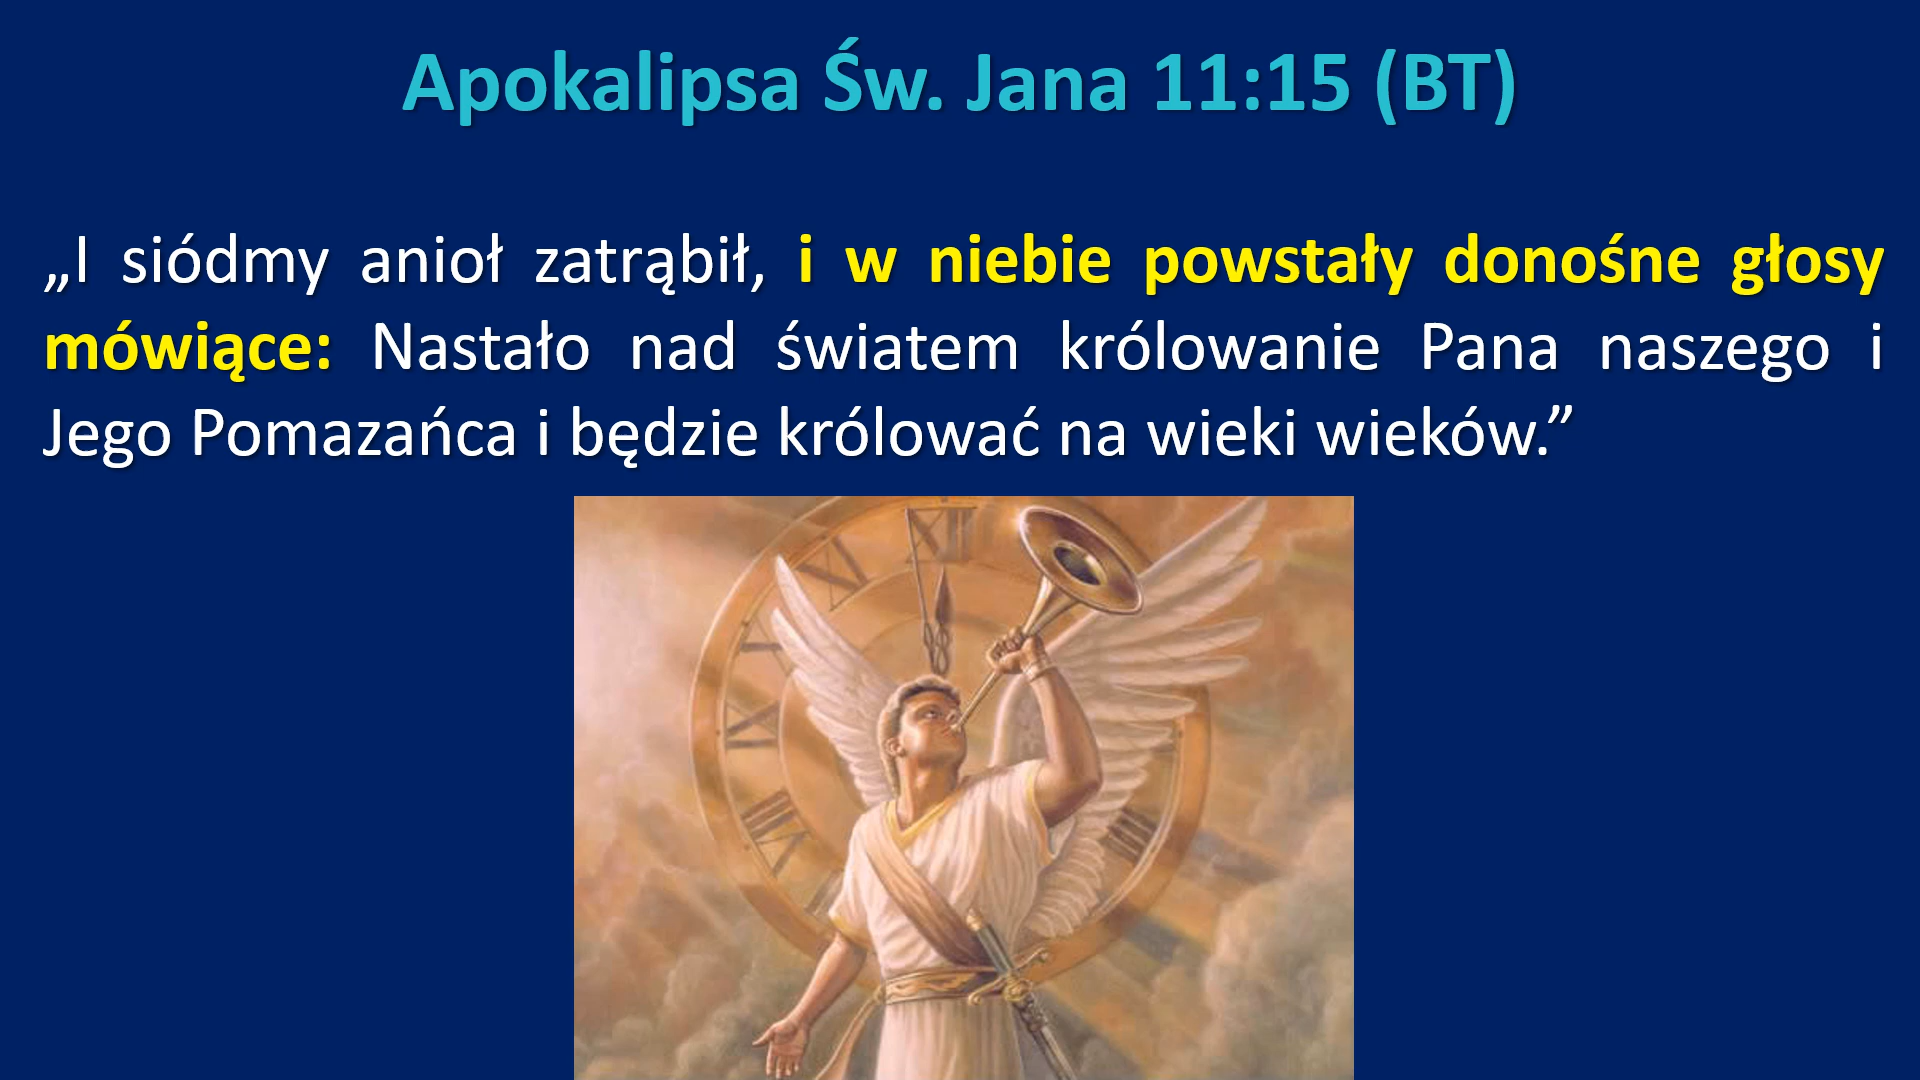 Apokalipsa Św. Jana 11:15 (BT)
„I siódmy anioł zatrąbił, i w niebie powstały donośne głosy
mówiące: Nastało nad światem królowanie Pana naszego i
Jego Pomazańca i będzie królować na wieki wieków.”